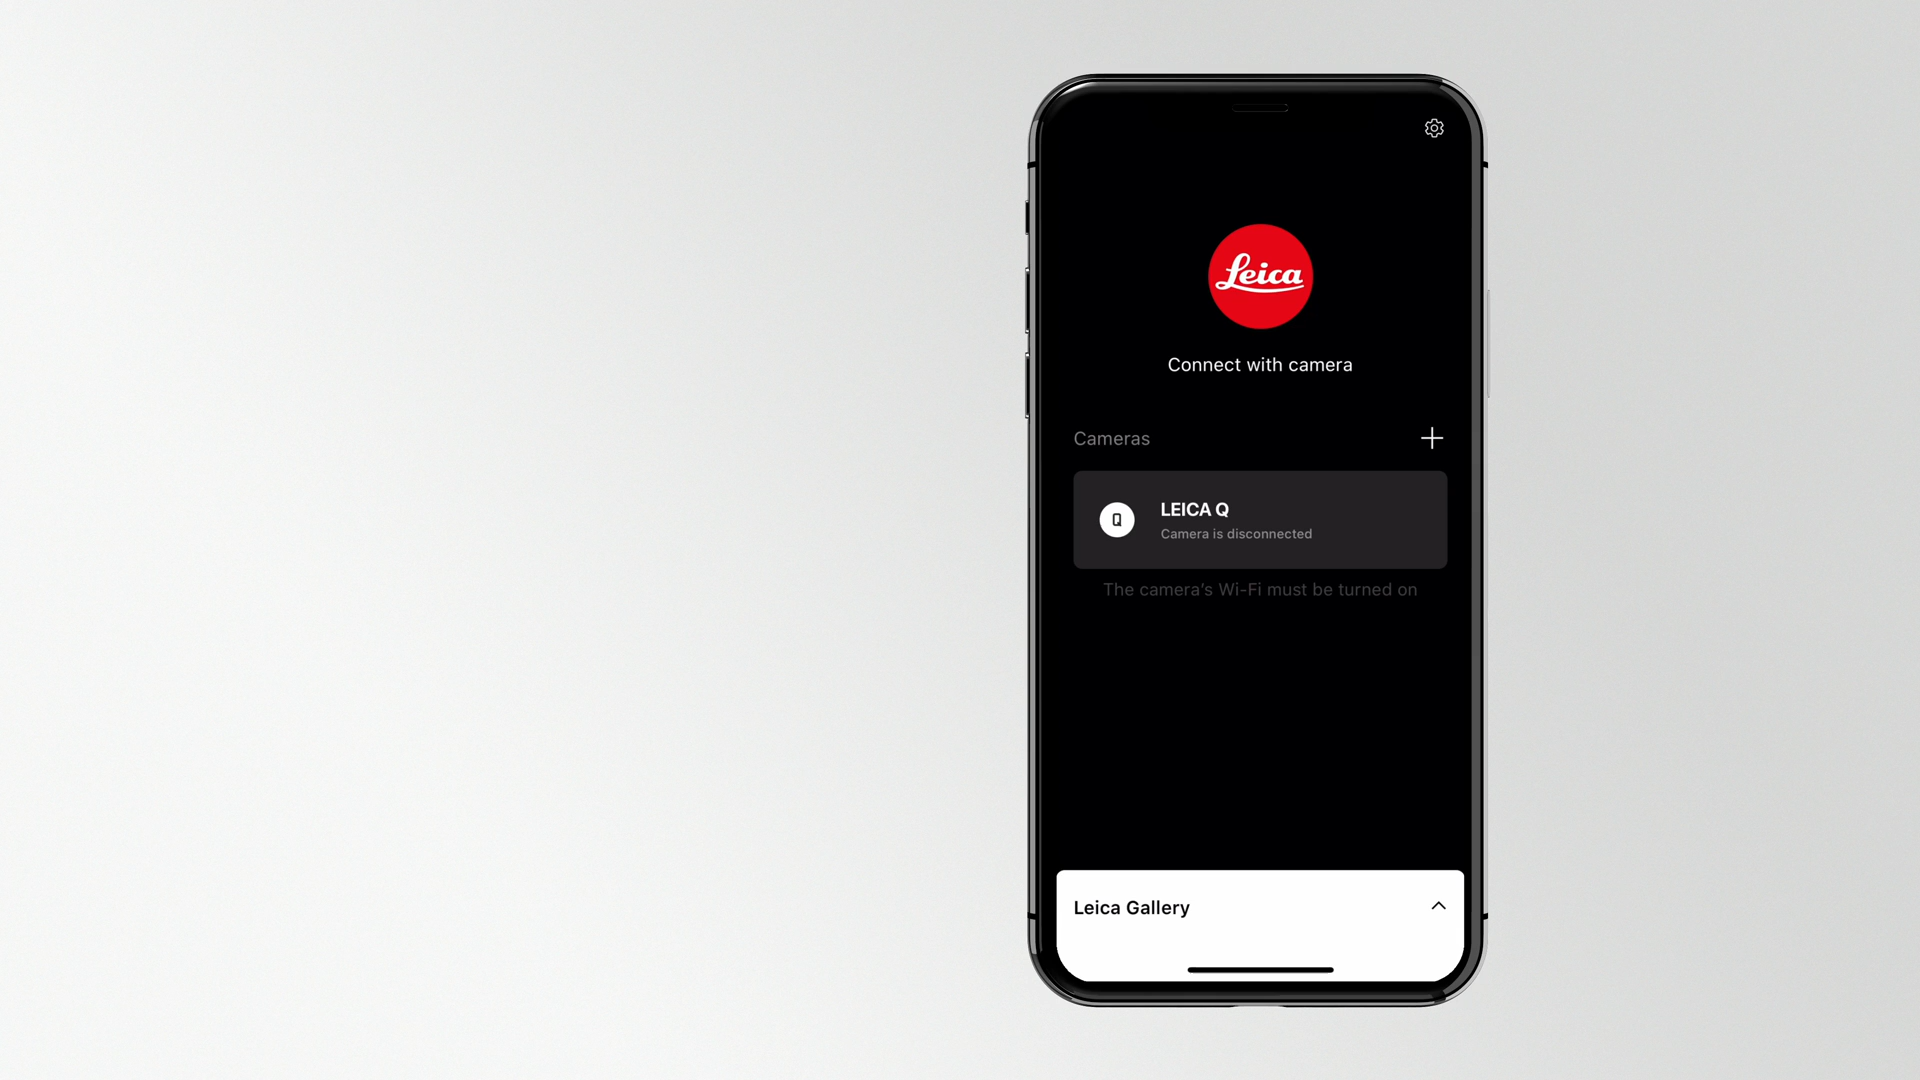 Leica
Connect with camera
Cameras
Q
LEICA Q
Camera is disconnected
The camera's Wi-Fi must be turned on
Leica Gallery